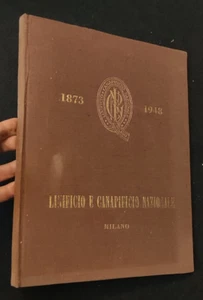 1873 1948
LINIFICIO E CANAPIFICIO NAZIONALE
MILANO